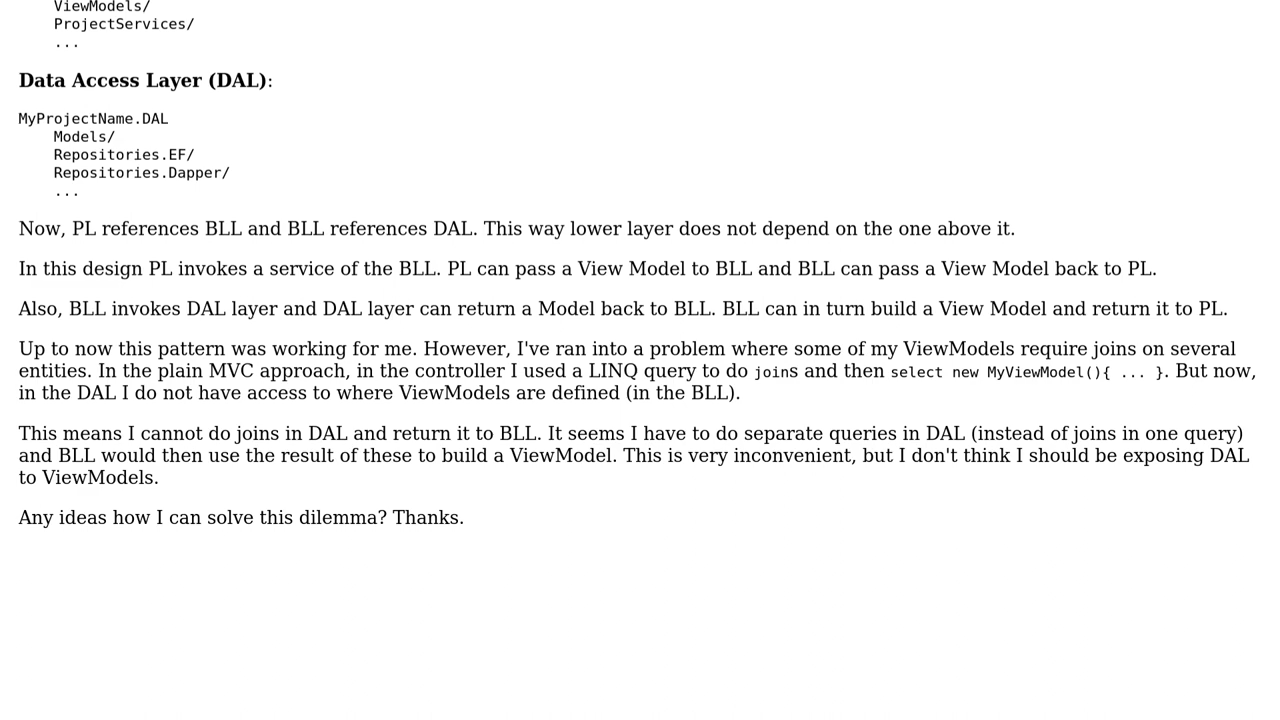 ViewModels/
ProjectServices/
...
Data Access Layer (DAL):
MyProjectName.DAL
Models/
Repositories.EF/
Repositories.Dapper/
...
Now, PL references BLL and BLL references DAL. This way lower layer does not depend on the one above it.
In this design PL invokes a service of the BLL. PL can pass a View Model to BLL and BLL can pass a View Model back to PL.
Also, BLL invokes DAL layer and DAL layer can return a Model back to BLL. BLL can in turn build a View Model and return it to PL.
Up to now this pattern was working for me. However, I've ran into a problem where some of my ViewModels require joins on several
entities. In the plain MVC approach, in the controller I used a LINQ query to do joins and then select new MyViewModel(){ ... }. But now,
in the DAL I do not have access to where ViewModels are defined (in the BLL).
This means I cannot do joins in DAL and return it to BLL. It seems I have to do separate queries in DAL (instead of joins in one query)
and BLL would then use the result of these to build a ViewModel. This is very inconvenient, but I don't think I should be exposing DAL
to ViewModels.
Any ideas how I can solve this dilemma? Thanks.